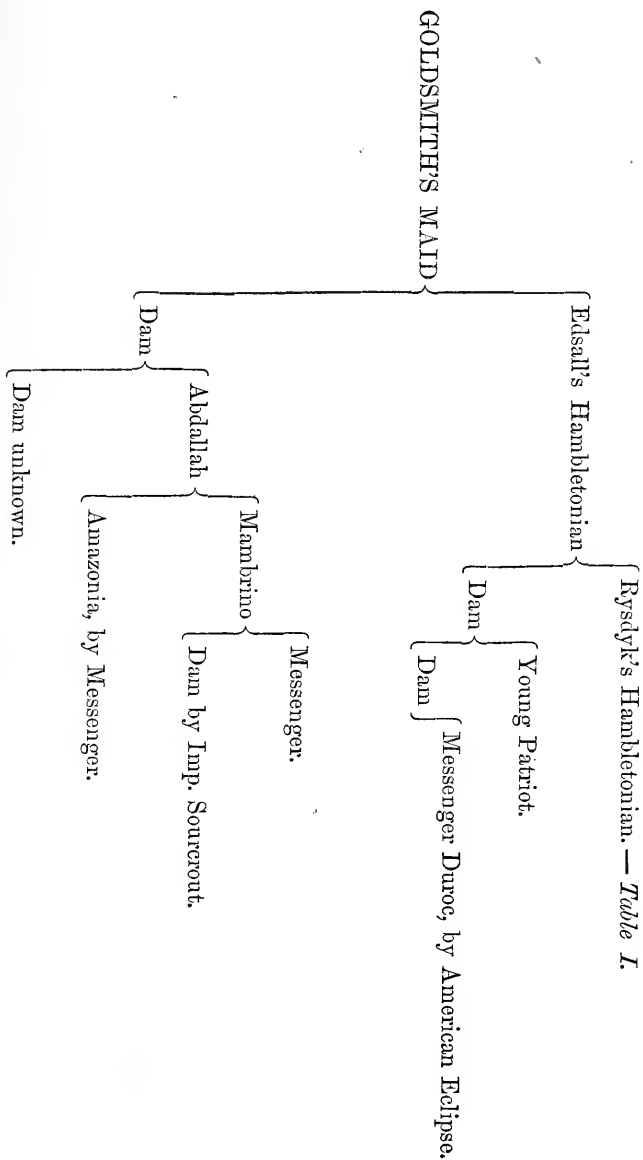 GOLDSMITH'S MAID
Edsall's Hambletonian
Rysdyk's Hambletonian. — Table I.
Dam
Young Patriot.
Dam
Messenger Duroc, by American Eclipse.
Dam
Abdallah
Mambrino
Messenger.
Dam by Imp. Sourcrout.
Amazonia, by Messenger.
Dam unknown.